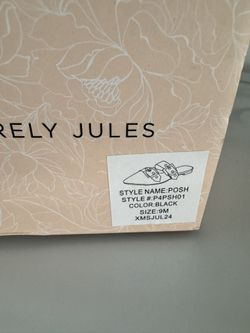 RELY JULES
STYLE NAME:POSH
STYLE #:P4PSH01
COLOR:BLACK
SIZE:9M
XMSJUL24